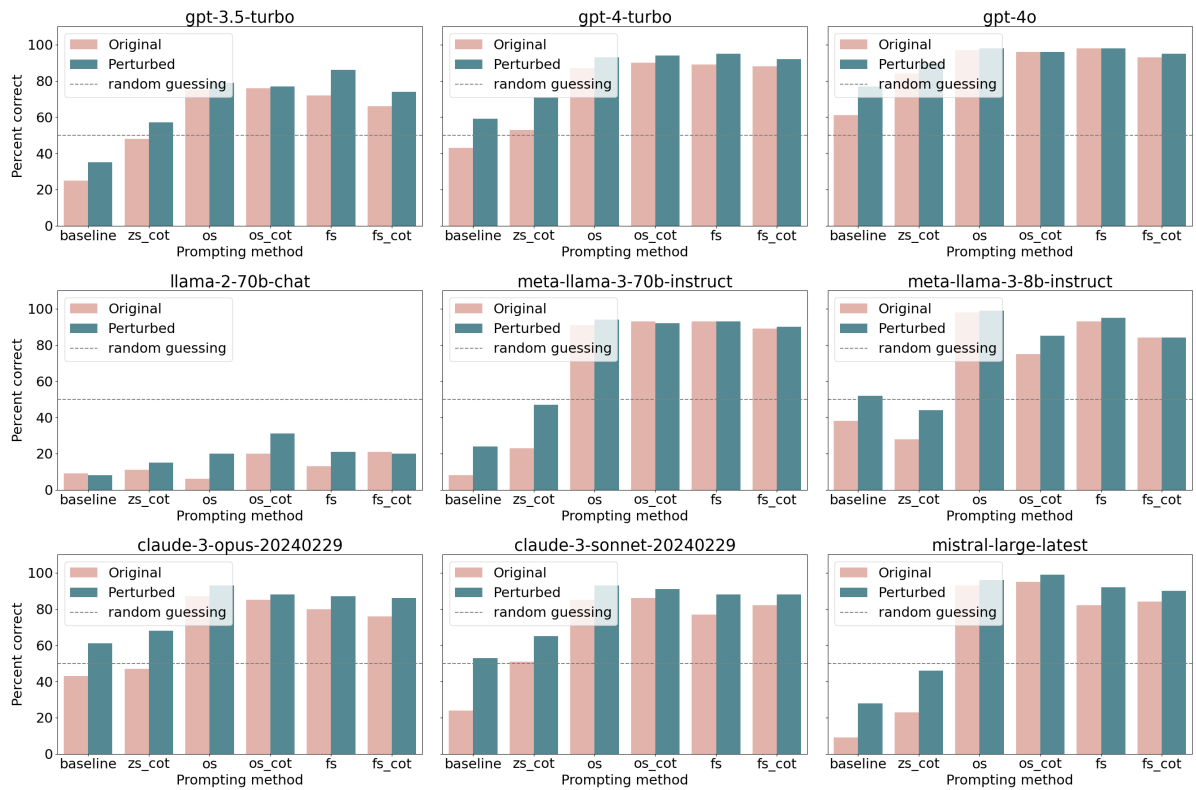 gpt-3.5-turbo
Percent correct
100
80
60
40
20
0
Original
Perturbed
random guessing
baseline zs_cot os os_cot fs fs_cot
Prompting method
gpt-4-turbo
Original
Perturbed
random guessing
baseline zs_cot os os_cot fs fs_cot
Prompting method
gpt-4o
Original
Perturbed
random guessing
baseline zs_cot os os_cot fs fs_cot
Prompting method
llama-2-70b-chat
Percent correct
100
80
60
40
20
0
Original
Perturbed
random guessing
baseline zs_cot os os_cot fs fs_cot
Prompting method
meta-llama-3-70b-instruct
Original
Perturbed
random guessing
baseline zs_cot os os_cot fs fs_cot
Prompting method
meta-llama-3-8b-instruct
Original
Perturbed
random guessing
baseline zs_cot os os_cot fs fs_cot
Prompting method
claude-3-opus-20240229
Percent correct
100
80
60
40
20
0
Original
Perturbed
random guessing
baseline zs_cot os os_cot fs fs_cot
Prompting method
claude-3-sonnet-20240229
Original
Perturbed
random guessing
baseline zs_cot os os_cot fs fs_cot
Prompting method
mistral-large-latest
Original
Perturbed
random guessing
baseline zs_cot os os_cot fs fs_cot
Prompting method